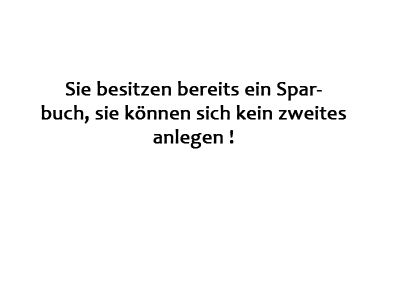 Sie besitzen bereits ein Spar-
buch, sie können sich kein zweites
anlegen !